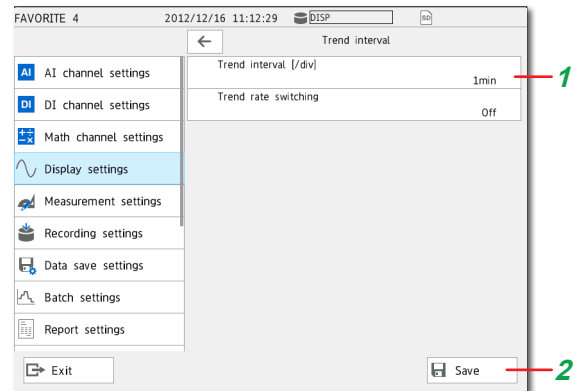 FAVORITE 4 2012/12/16 11:12:29 DISP SD
Trend interval
AI AI channel settings
DI DI channel settings
Math channel settings
Display settings
Measurement settings
Recording settings
Data save settings
Batch settings
Report settings
Trend interval [/div]
1min
1
Trend rate switching
Off
Exit
Save
2